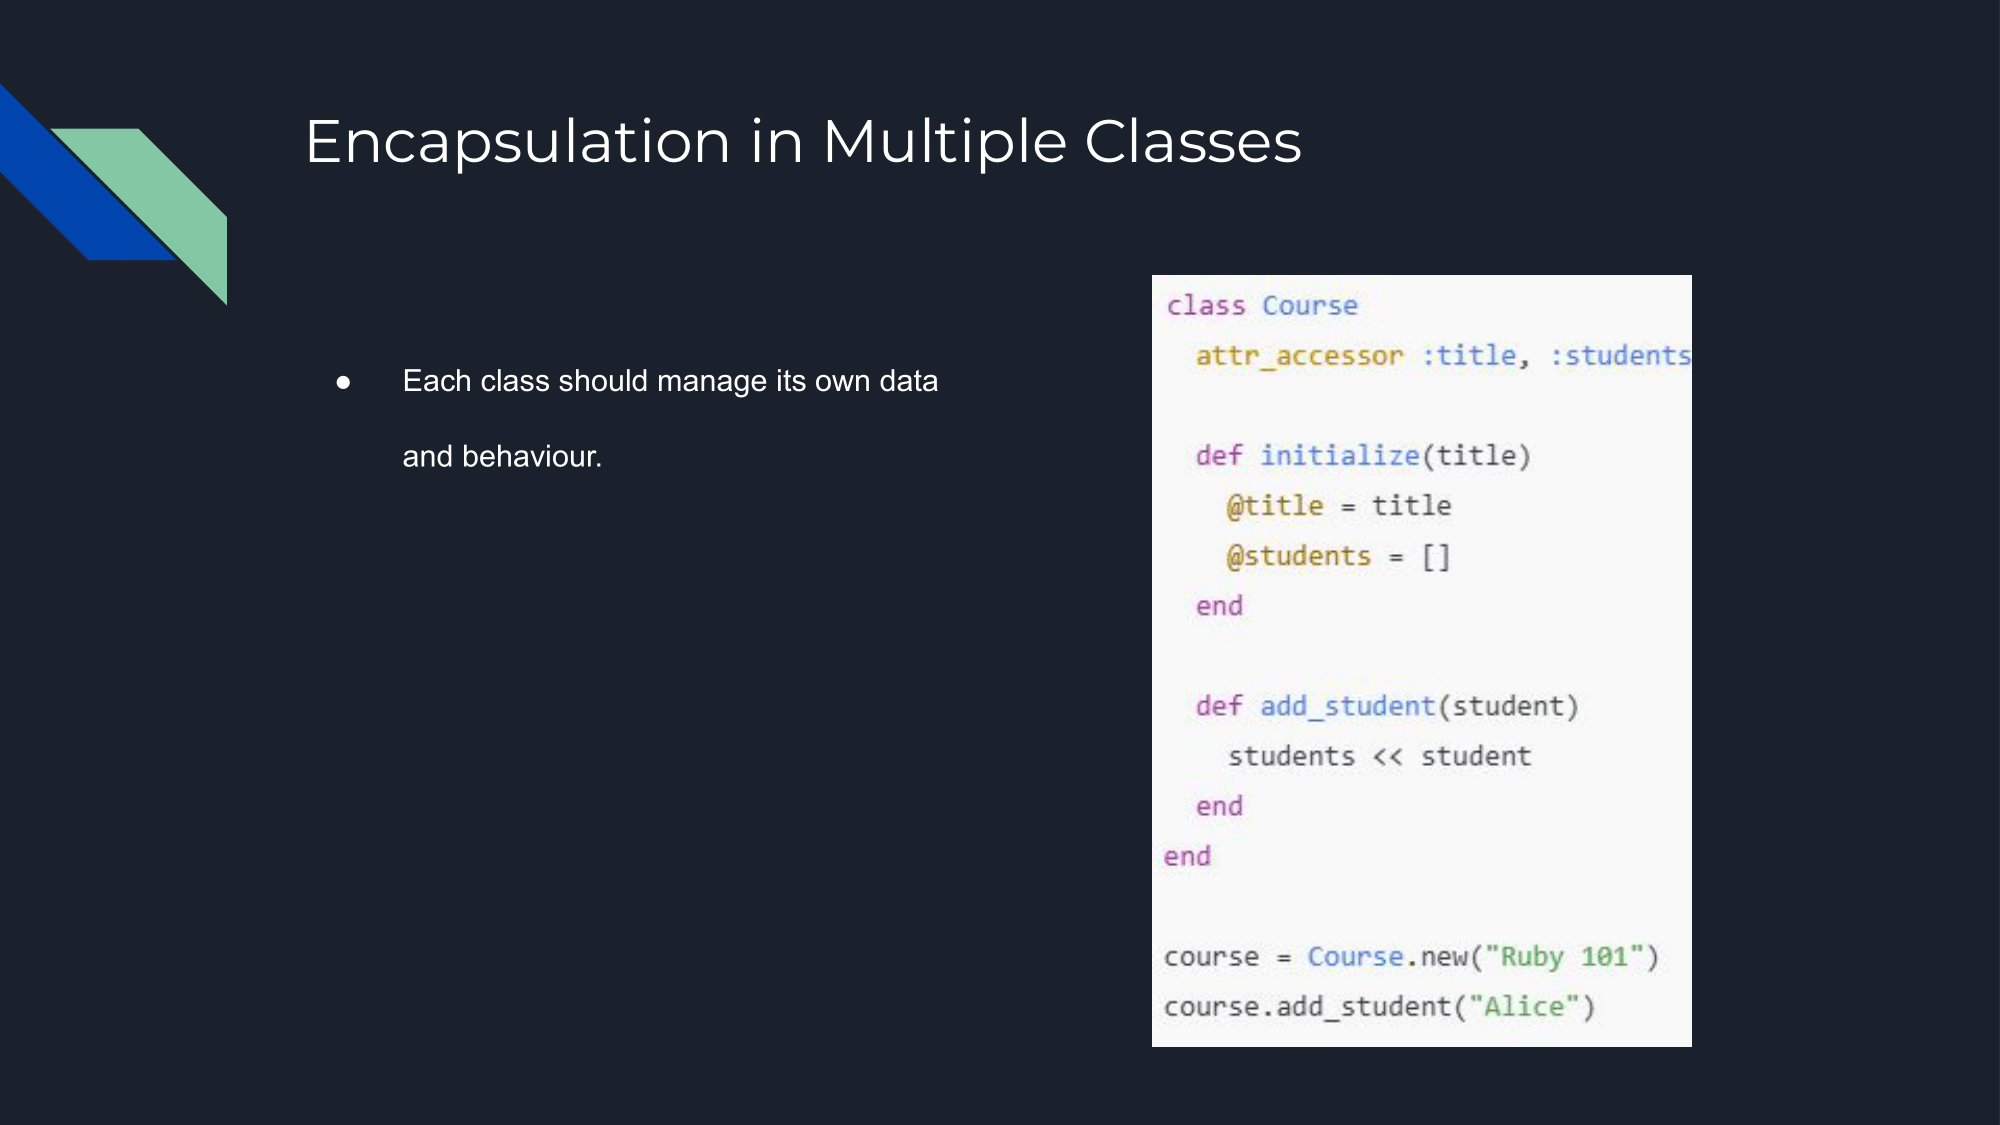 Encapsulation in Multiple Classes
● Each class should manage its own data
and behaviour.
class Course
  attr_accessor :title, :students

  def initialize(title)
    @title = title
    @students = []
  end

  def add_student(student)
    students << student
  end
end

course = Course.new("Ruby 101")
course.add_student("Alice")